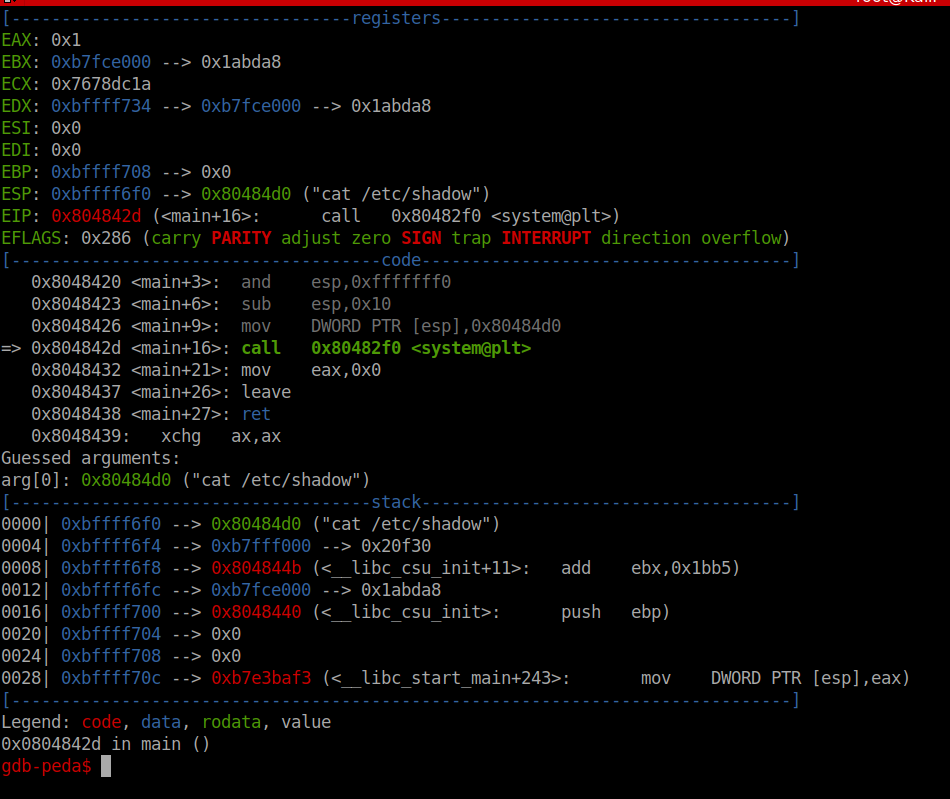 [----------------------------------registers-----------------------------------]
EAX: 0x1
EBX: 0xb7fce000 --> 0x1abda8
ECX: 0x7678dc1a
EDX: 0xbffff734 --> 0xb7fce000 --> 0x1abda8
ESI: 0x0
EDI: 0x0
EBP: 0xbffff708 --> 0x0
ESP: 0xbffff6f0 --> 0x80484d0 ("cat /etc/shadow")
EIP: 0x804842d (<main+16>:      call   0x80482f0 <system@plt>)
EFLAGS: 0x286 (carry PARITY adjust zero SIGN trap INTERRUPT direction overflow)
[-------------------------------------code-------------------------------------]
   0x8048420 <main+3>:  and    esp,0xfffffff0
   0x8048423 <main+6>:  sub    esp,0x10
   0x8048426 <main+9>:  mov    DWORD PTR [esp],0x80484d0
=> 0x804842d <main+16>: call   0x80482f0 <system@plt>
   0x8048432 <main+21>: mov    eax,0x0
   0x8048437 <main+26>: leave
   0x8048438 <main+27>: ret
   0x8048439:   xchg   ax,ax
Guessed arguments:
arg[0]: 0x80484d0 ("cat /etc/shadow")
[------------------------------------stack-------------------------------------]
0000| 0xbffff6f0 --> 0x80484d0 ("cat /etc/shadow")
0004| 0xbffff6f4 --> 0xb7fff000 --> 0x20f30
0008| 0xbffff6f8 --> 0x804844b (<__libc_csu_init+11>:   add    ebx,0x1bb5)
0012| 0xbffff6fc --> 0xb7fce000 --> 0x1abda8
0016| 0xbffff700 --> 0x8048440 (<__libc_csu_init>:      push   ebp)
0020| 0xbffff704 --> 0x0
0024| 0xbffff708 --> 0x0
0028| 0xbffff70c --> 0xb7e3baf3 (<__libc_start_main+243>:       mov    DWORD PTR [esp],eax)
[------------------------------------------------------------------------------]
Legend: code, data, rodata, value
0x0804842d in main ()
gdb-peda$